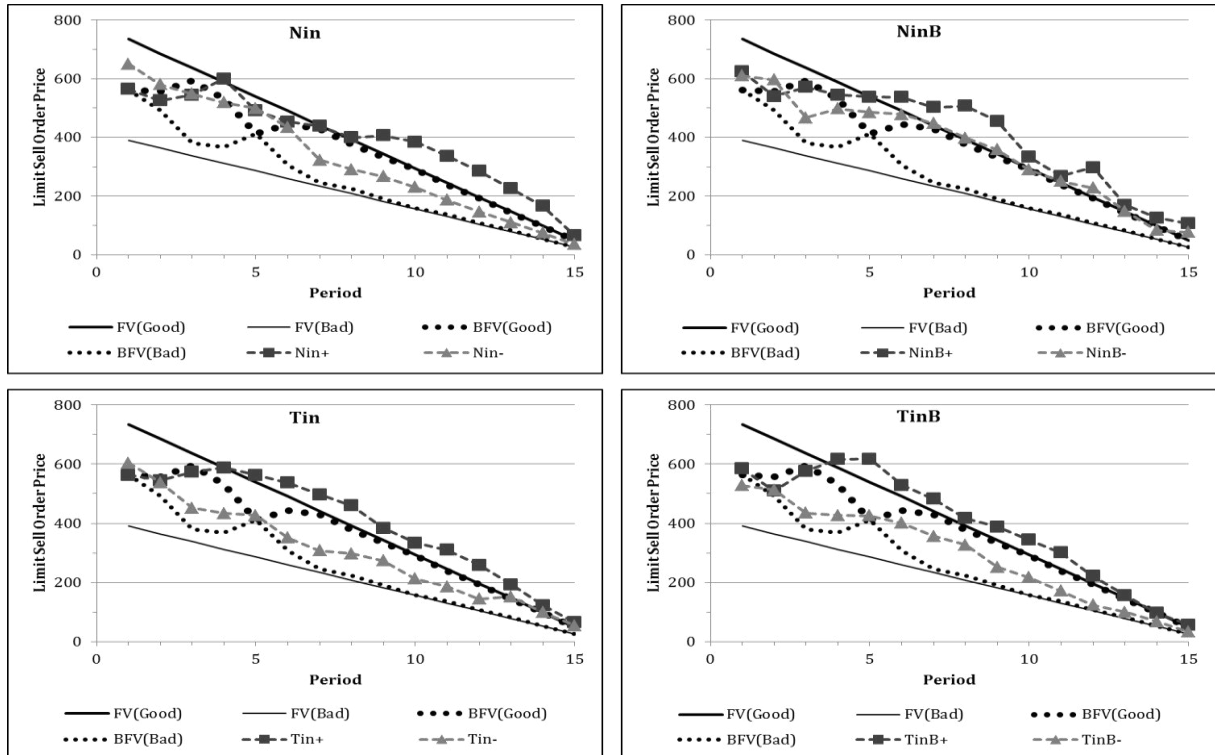 Nin
Limit Sell Order Price
800
600
400
200
0
0 5 10 15
Period
FV(Good) FV(Bad) BFV(Good)
BFV(Bad) Nin+ Nin-
NinB
Limit Sell Order Price
800
600
400
200
0
0 5 10 15
Period
FV(Good) FV(Bad) BFV(Good)
BFV(Bad) NinB+ NinB-
Tin
Limit Sell Order Price
800
600
400
200
0
0 5 10 15
Period
FV(Good) FV(Bad) BFV(Good)
BFV(Bad) Tin+ Tin-
TinB
Limit Sell Order Price
800
600
400
200
0
0 5 10 15
Period
FV(Good) FV(Bad) BFV(Good)
BFV(Bad) TinB+ TinB-